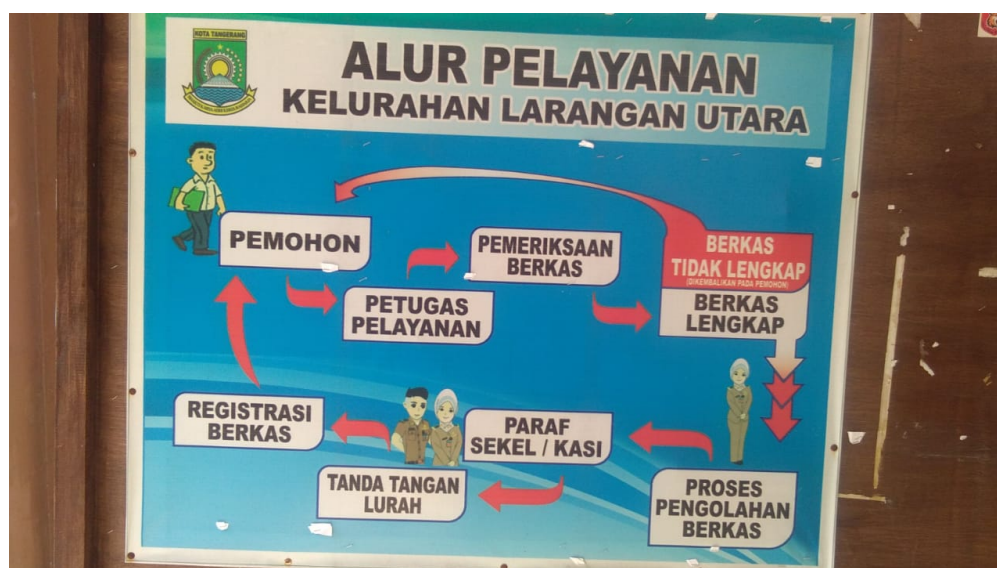 KOTA TANGERANG
ALUR PELAYANAN
KELURAHAN LARANGAN UTARA
PEMOHON
PETUGAS
PELAYANAN
PEMERIKSAAN
BERKAS
BERKAS
TIDAK LENGKAP
(DIKEMBALIKAN PADA PEMOHON)
BERKAS
LENGKAP
PROSES
PENGOLAHAN
BERKAS
PARAF
SEKEL / KASI
TANDA TANGAN
LURAH
REGISTRASI
BERKAS